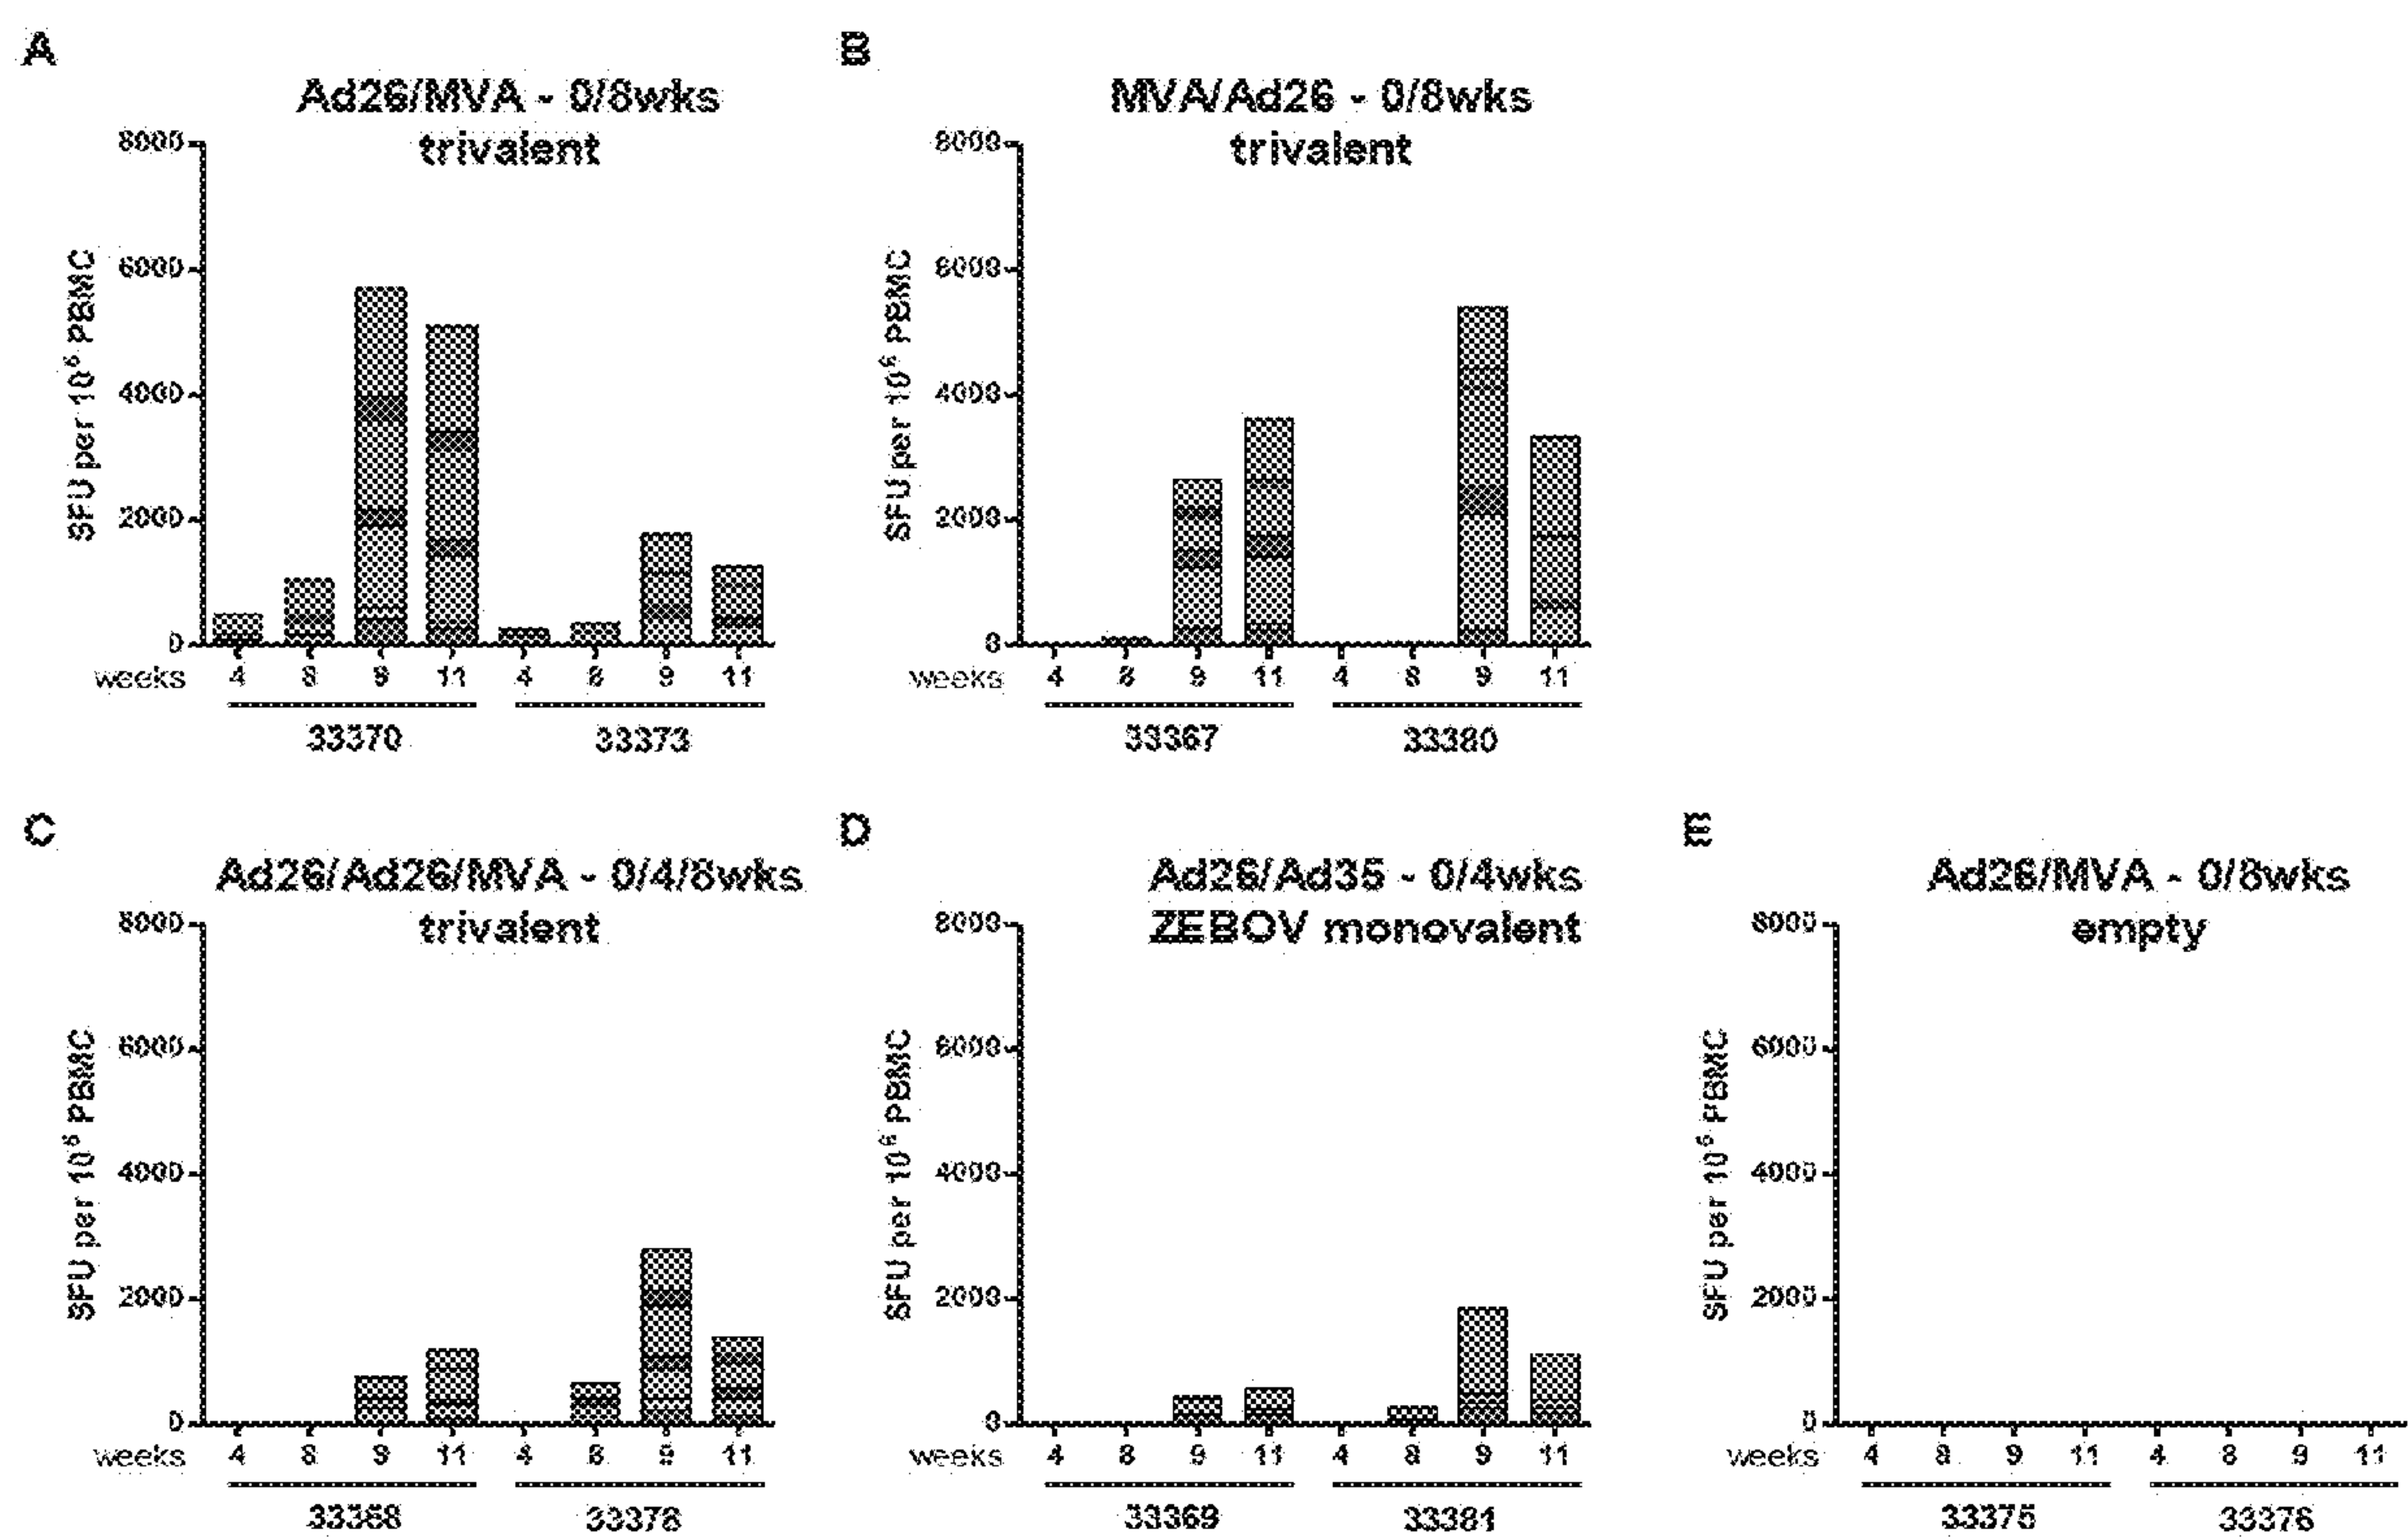 A
Ad26/MVA - 0/8wks
trivalent
SFU per 10⁶ PBMC
8000
6000
4000
2000
0
weeks 4 8 9 11 4 8 9 11
33370 33373
B
MVA/Ad26 - 0/8wks
trivalent
SFU per 10⁶ PBMC
8000
6000
4000
2000
0
weeks 4 8 9 11 4 8 9 11
33367 33380
C
Ad26/Ad26/MVA - 0/4/8wks
trivalent
SFU per 10⁶ PBMC
8000
6000
4000
2000
0
weeks 4 8 9 11 4 8 9 11
D
Ad26/Ad35 - 0/4wks
ZEBOV monovalent
SFU per 10⁶ PBMC
8000
6000
4000
2000
0
weeks 4 8 9 11 4 8 9 11
33369 33381
E
Ad26/MVA - 0/8wks
empty
SFU per 10⁶ PBMC
8000
6000
4000
2000
0
weeks 4 8 9 11 4 8 9 11
33375 33376